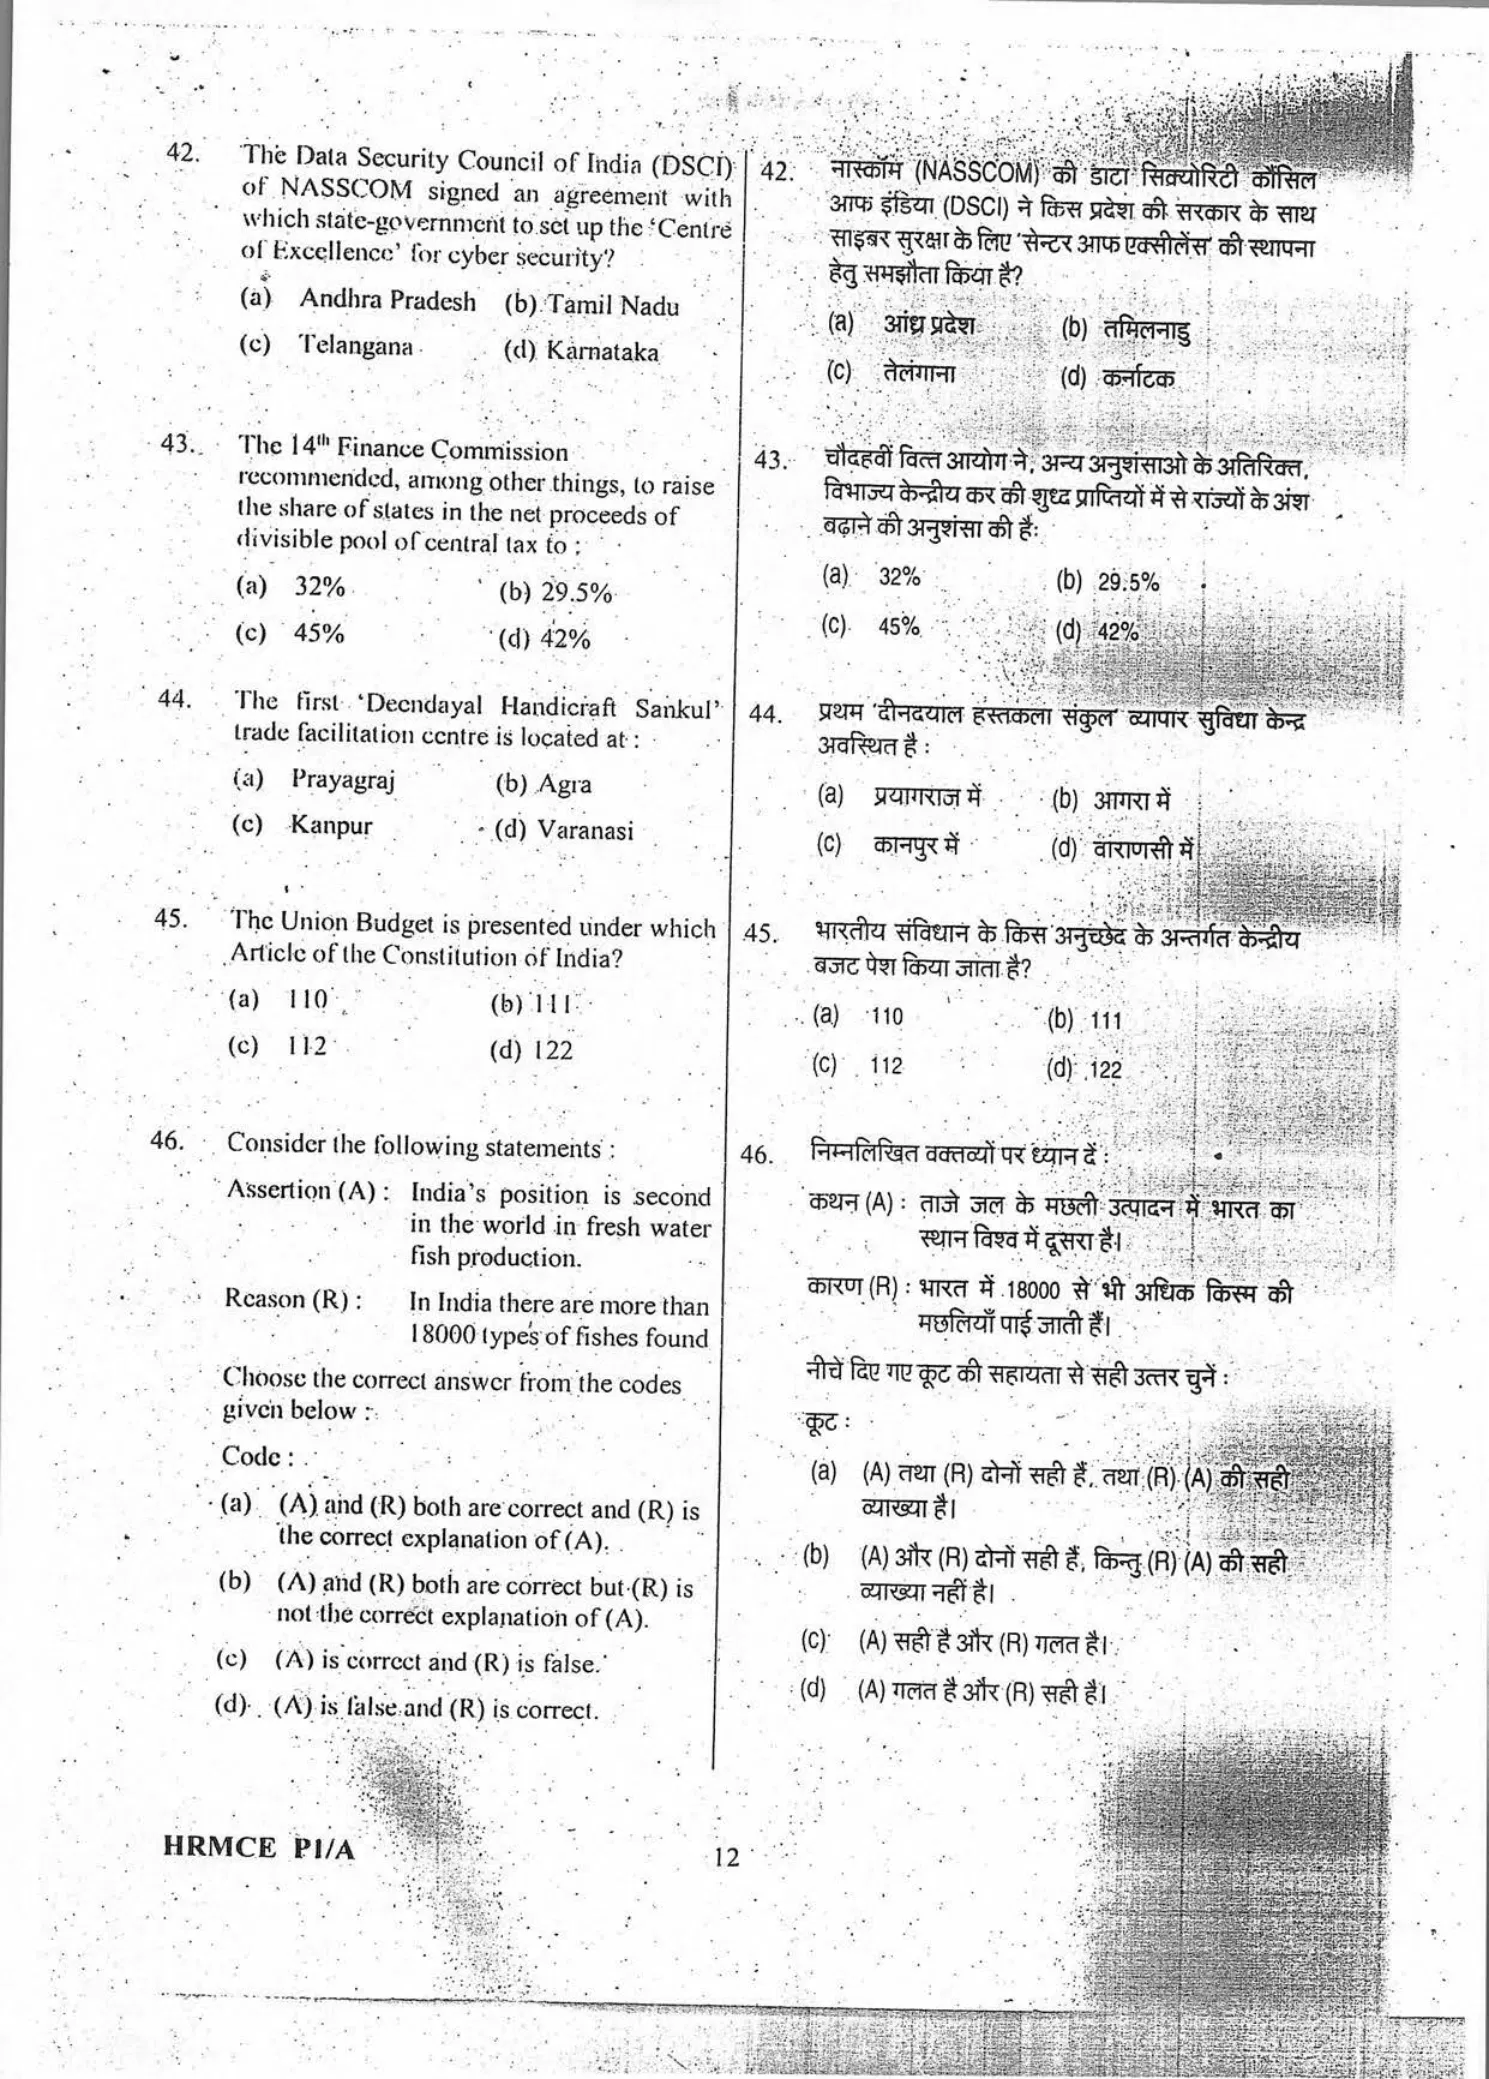 42. The Data Security Council of India (DSCI)
of NASSCOM signed an agreement with
which state-government to set up the ‘Centre
of Excellence’ for cyber security?
(a) Andhra Pradesh (b) Tamil Nadu
(c) Telangana (d) Karnataka
43. The 14th Finance Commission
recommended, among other things, to raise
the share of states in the net proceeds of
divisible pool of central tax to :
(a) 32% (b) 29.5%
(c) 45% (d) 42%
44. The first ‘Deendayal Handicraft Sankul’
trade facilitation centre is located at :
(a) Prayagraj (b) Agra
(c) Kanpur (d) Varanasi
45. The Union Budget is presented under which
Article of the Constitution of India?
(a) 110 (b) 111
(c) 112 (d) 122
46. Consider the following statements :
Assertion (A) : India’s position is second
in the world in fresh water
fish production.
Reason (R) : In India there are more than
18000 types of fishes found
Choose the correct answer from the codes
given below :
Code :
(a) (A) and (R) both are correct and (R) is
the correct explanation of (A).
(b) (A) and (R) both are correct but (R) is
not the correct explanation of (A).
(c) (A) is correct and (R) is false.
(d) (A) is false and (R) is correct.
42. नास्कॉम (NASSCOM) की डाटा सिक्योरिटी कौंसिल
आफ इंडिया (DSCI) ने किस प्रदेश की सरकार के साथ
साइबर सुरक्षा के लिए ‘सेन्टर आफ एक्सीलेंस’ की स्थापना
हेतु समझौता किया है?
(a) आंध्र प्रदेश (b) तमिलनाडु
(c) तेलंगाना (d) कर्नाटक
43. चौदहवीं वित्त आयोग ने, अन्य अनुशंसाओ के अतिरिक्त,
विभाज्य केन्द्रीय कर की शुध्द प्राप्तियों में से राज्यों के अंश
बढ़ाने की अनुशंसा की हैः
(a) 32% (b) 29.5%
(c) 45% (d) 42%
44. प्रथम ‘दीनदयाल हस्तकला संकुल’ व्यापार सुविधा केन्द्र
अवस्थित है :
(a) प्रयागराज में (b) आगरा में
(c) कानपुर में (d) वाराणसी में
45. भारतीय संविधान के किस अनुच्छेद के अन्तर्गत केन्द्रीय
बजट पेश किया जाता है?
(a) 110 (b) 111
(c) 112 (d) 122
46. निम्नलिखित वक्तव्यों पर ध्यान दें :
कथन (A) : ताजे जल के मछली उत्पादन में भारत का
स्थान विश्व में दूसरा है।
कारण (R) : भारत में 18000 से भी अधिक किस्म की
मछलियाँ पाई जाती हैं।
नीचें दिए गए कूट की सहायता से सही उत्तर चुनें :
कूट :
(a) (A) तथा (R) दोनों सही हैं, तथा (R) (A) की सही
व्याख्या है।
(b) (A) और (R) दोनों सही हैं, किन्तु (R) (A) की सही
व्याख्या नहीं है।
(c) (A) सही है और (R) गलत है।
(d) (A) गलत है और (R) सही है।
HRMCE P1/A
12